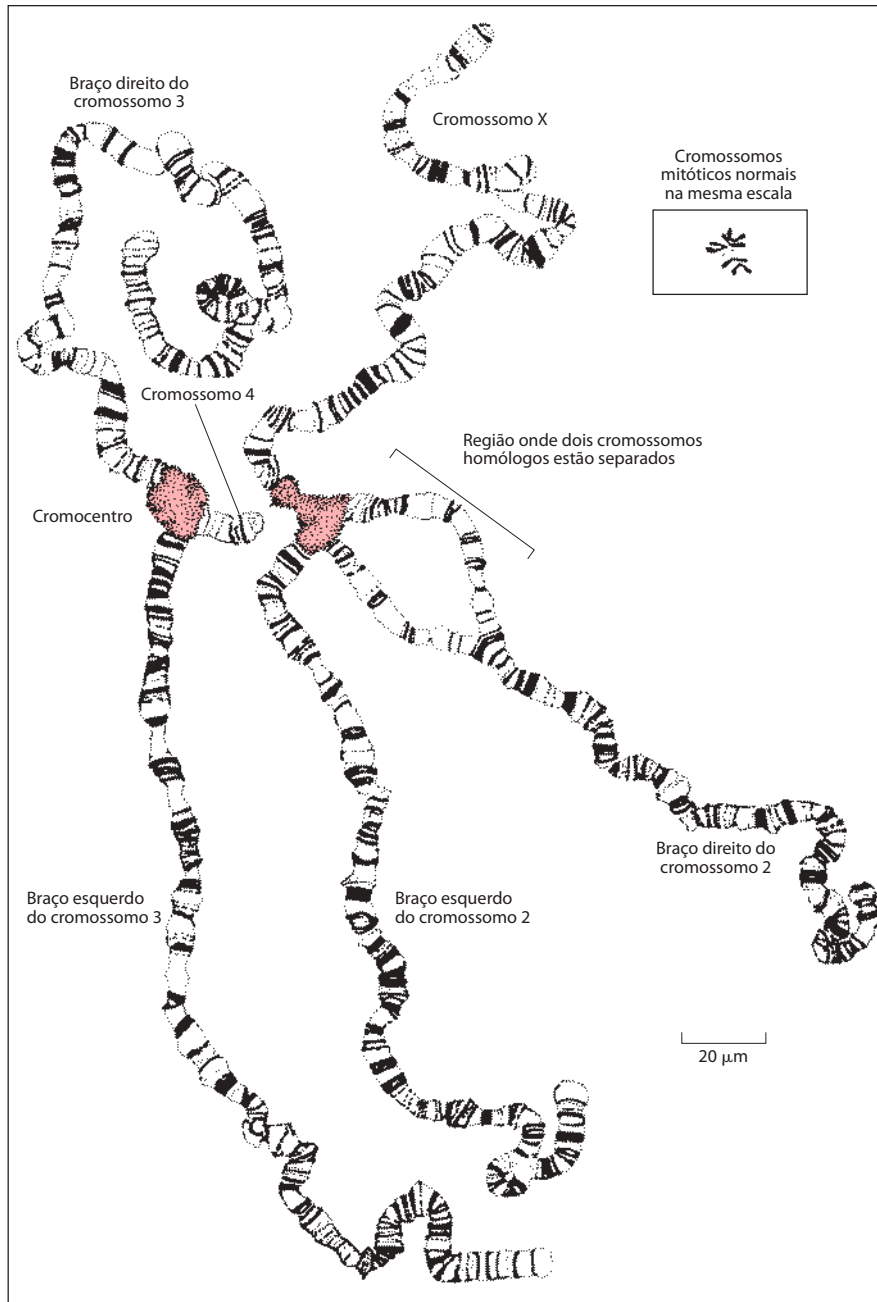 Braço direito do
cromossomo 3
Cromossomo X
Cromossomos
mitóticos normais
na mesma escala
Cromossomo 4
Região onde dois cromossomos
homólogos estão separados
Cromocentro
Braço direito do
cromossomo 2
Braço esquerdo
do cromossomo 3
Braço esquerdo
do cromossomo 2
20 μm